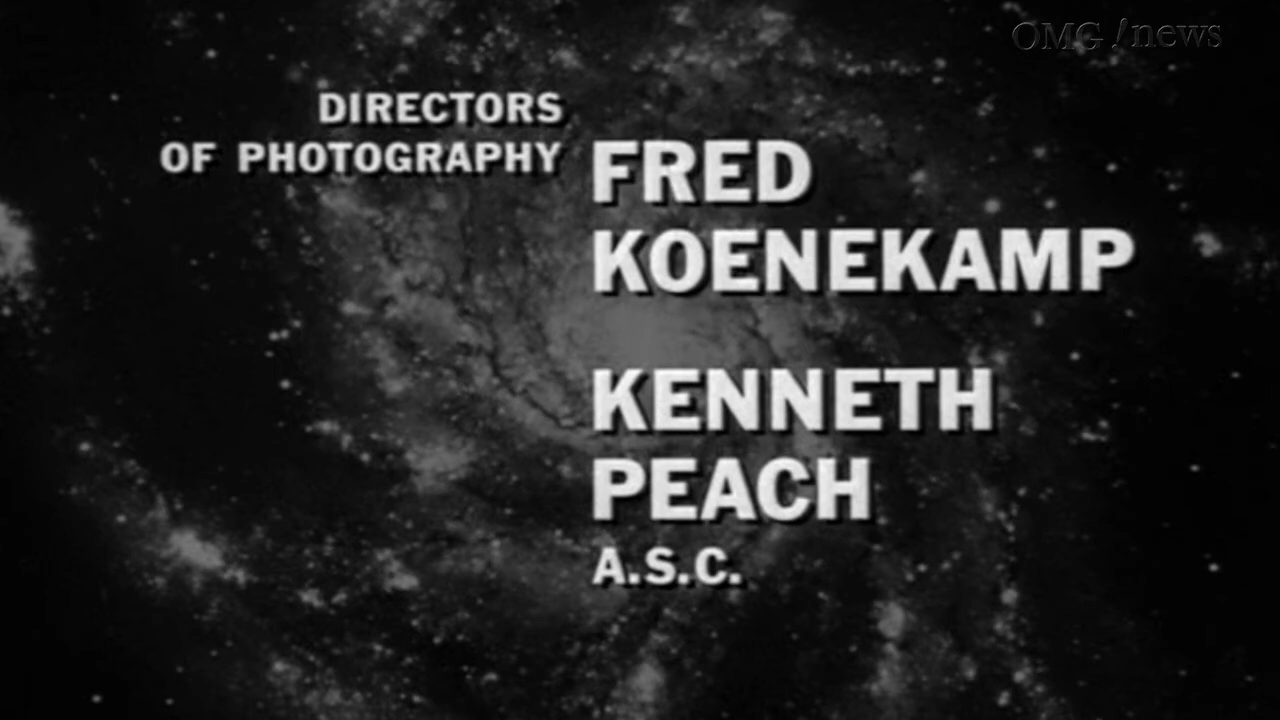 OMG!news
DIRECTORS
OF PHOTOGRAPHY
FRED
KOENEKAMP
KENNETH
PEACH
A.S.C.